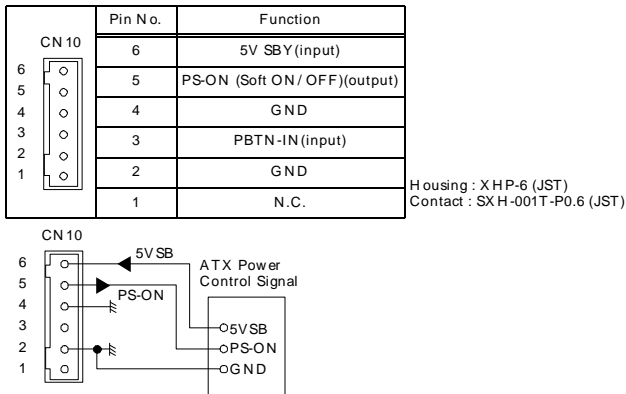 Pin No. Function
CN10
6 5V SBY(input)
5 PS-ON (Soft ON/OFF)(output)
4 GND
3 PBTN-IN(input)
2 GND
1 N.C.
6
5
4
3
2
1
Housing : XHP-6 (JST)
Contact : SXH-001T-P0.6 (JST)
CN10
6
5
4
3
2
1
5VSB
PS-ON
ATX Power
Control Signal
5VSB
PS-ON
GND